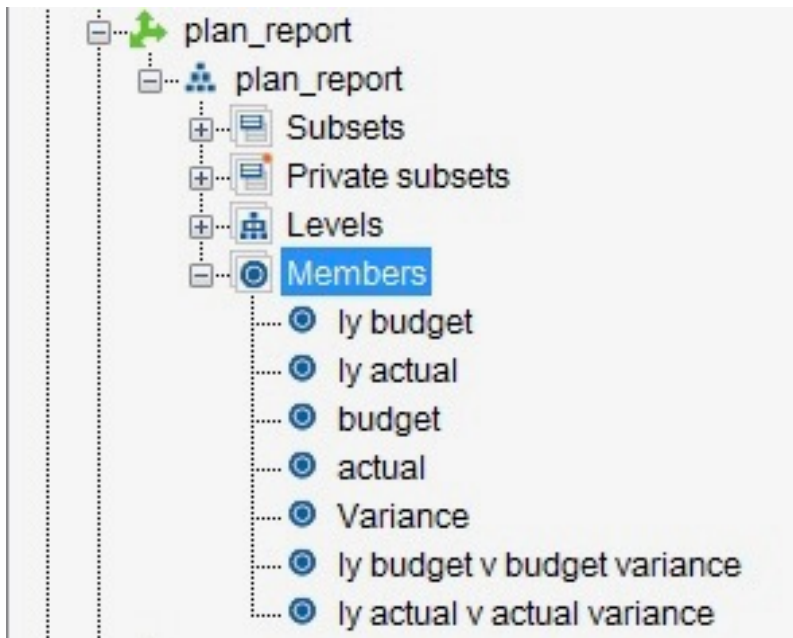 plan_report
plan_report
Subsets
Private subsets
Levels
Members
ly budget
ly actual
budget
actual
Variance
ly budget v budget variance
ly actual v actual variance